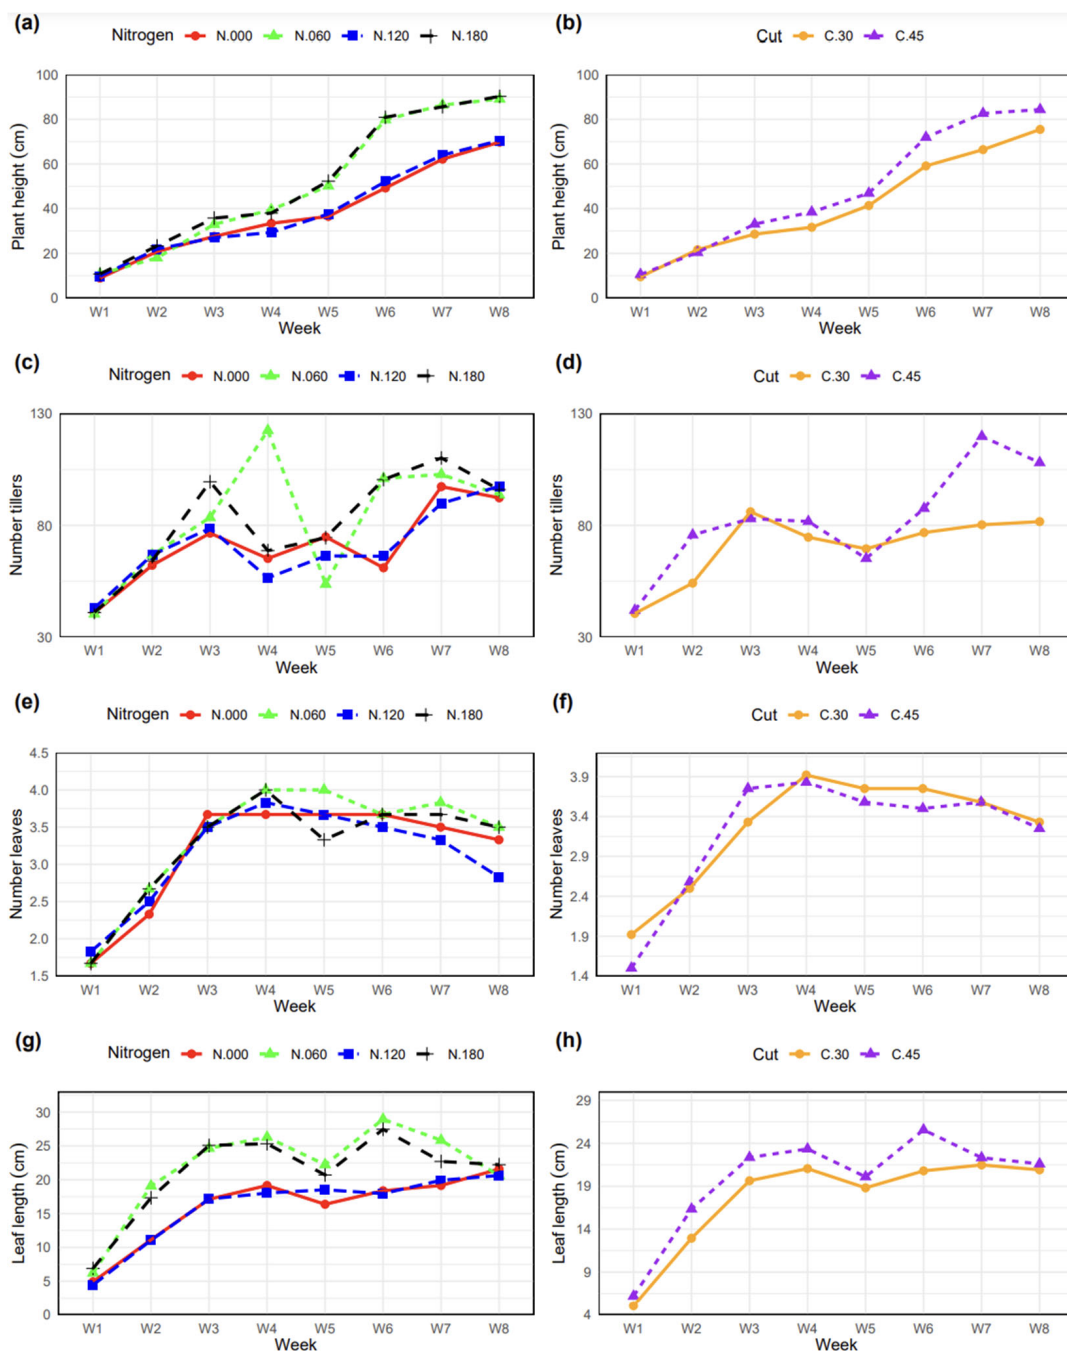 (a) Nitrogen N.000 N.060 N.120 N.180
Plant height (cm)
100
80
60
40
20
0
W1 W2 W3 W4 W5 W6 W7 W8
Week
(b) Cut C.30 C.45
Plant height (cm)
100
80
60
40
20
0
W1 W2 W3 W4 W5 W6 W7 W8
Week
(c) Nitrogen N.000 N.060 N.120 N.180
Number tillers
130
80
30
W1 W2 W3 W4 W5 W6 W7 W8
Week
(d) Cut C.30 C.45
Number tillers
130
80
30
W1 W2 W3 W4 W5 W6 W7 W8
Week
(e) Nitrogen N.000 N.060 N.120 N.180
Number leaves
4.5
4.0
3.5
3.0
2.5
2.0
1.5
W1 W2 W3 W4 W5 W6 W7 W8
Week
(f) Cut C.30 C.45
Number leaves
3.9
3.4
2.9
2.4
1.9
1.4
W1 W2 W3 W4 W5 W6 W7 W8
Week
(g) Nitrogen N.000 N.060 N.120 N.180
Leaf length (cm)
30
25
20
15
10
5
0
W1 W2 W3 W4 W5 W6 W7 W8
Week
(h) Cut C.30 C.45
Leaf length (cm)
29
24
19
14
9
4
W1 W2 W3 W4 W5 W6 W7 W8
Week